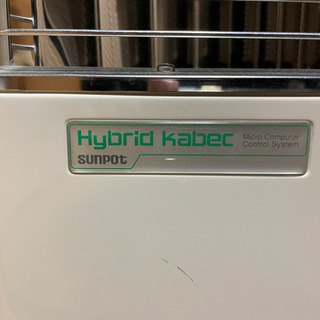 Hybrid Kabec
Micro Computer
Control System
SUNPOT